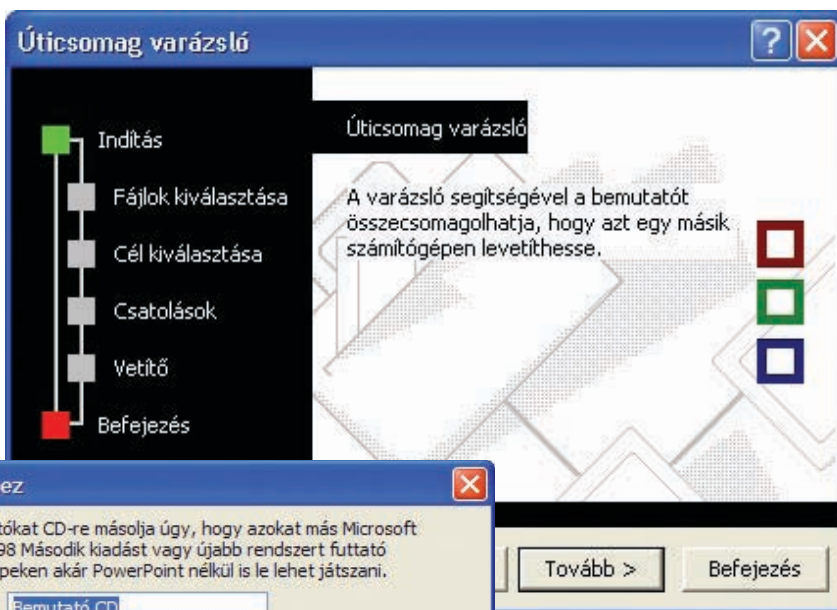 Úticsomag varázsló
Indítás
Fájlok kiválasztása
Cél kiválasztása
Csatolások
Vetítő
Befejezés
Úticsomag varázsló
A varázsló segítségével a bemutatót
összecsomagolhatja, hogy azt egy másik
számítógépen levetíthesse.
Tovább >
Befejezés
ez
tókat CD-re másolja úgy, hogy azokat más Microsoft
98 Második kiadást vagy újabb rendszert futtató
peken akár PowerPoint nélkül is le lehet játszani.
Bemutató CD